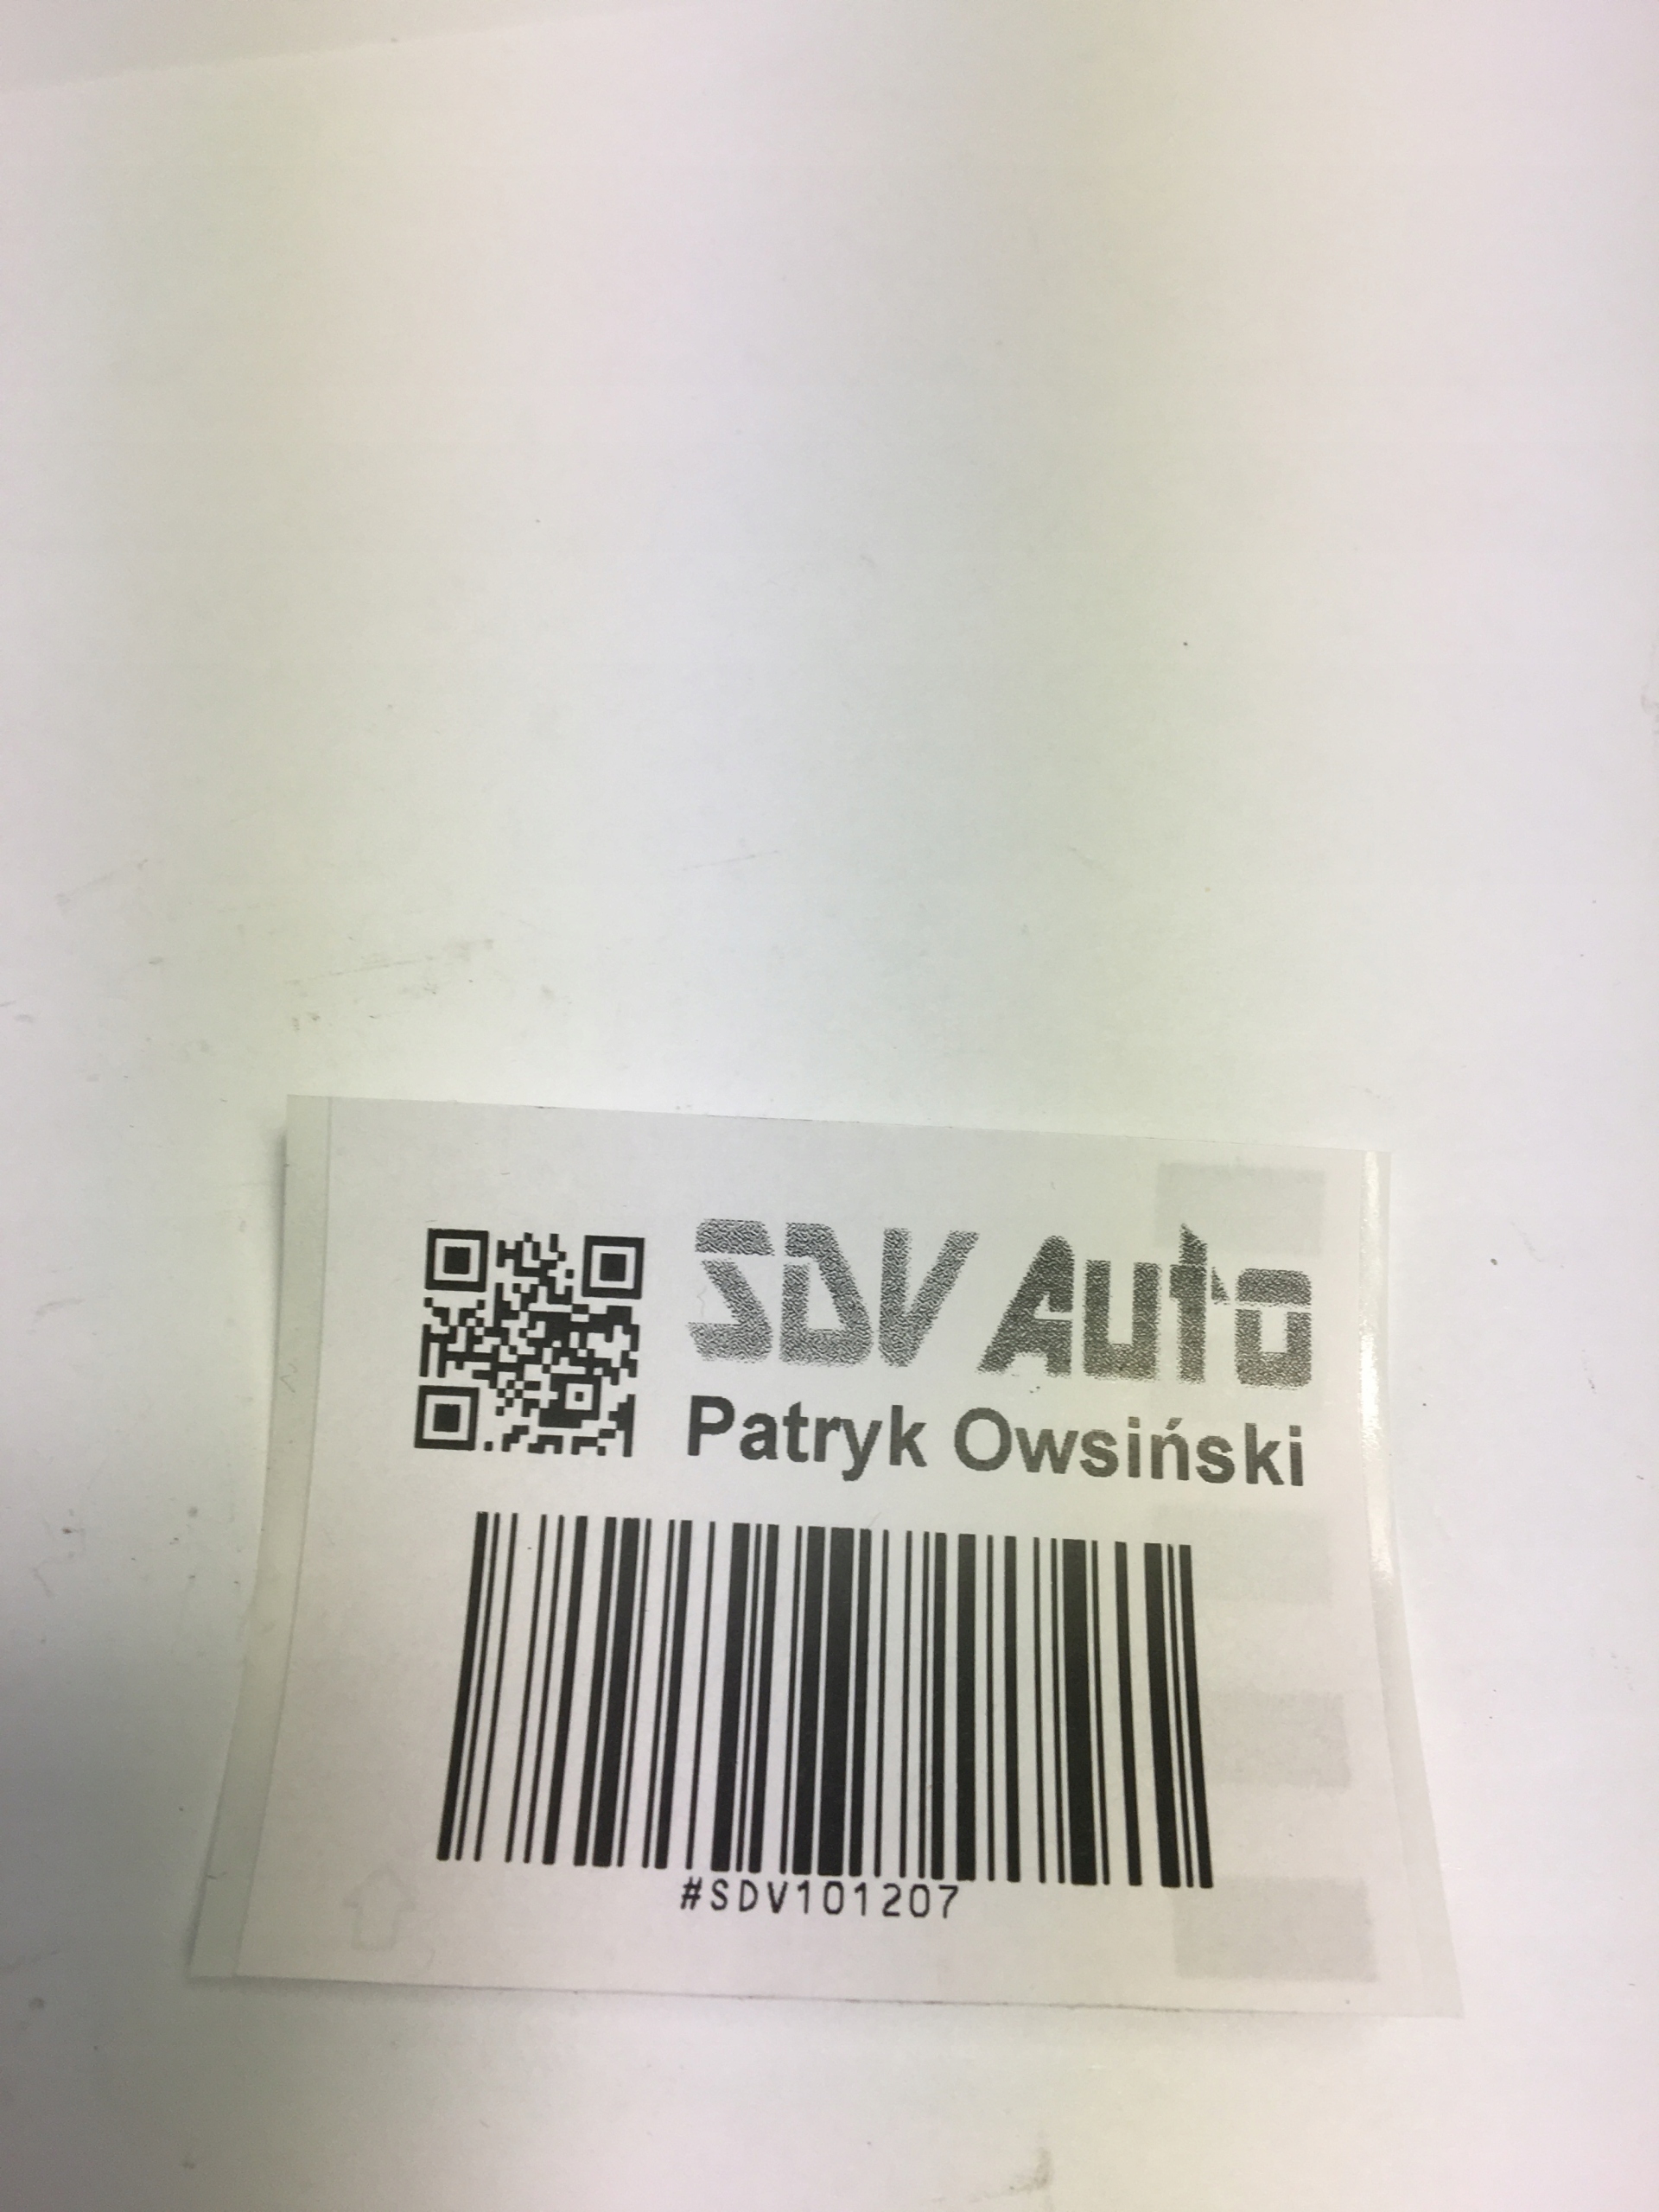 SDV Auto
Patryk Owsiński
#SDV101207